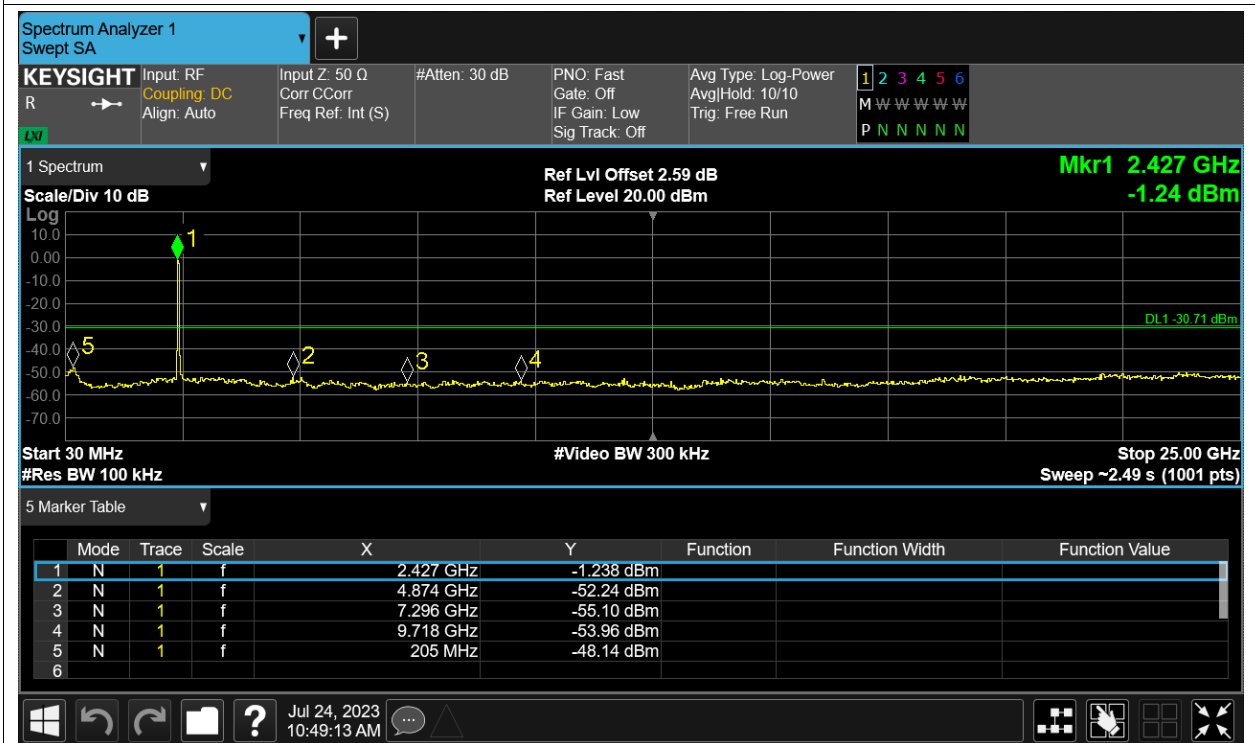 Spectrum Analyzer 1
Swept SA
KEYSIGHT Input: RF Input Z: 50 Ω #Atten: 30 dB PNO: Fast Avg Type: Log-Power 1 2 3 4 5 6
R Coupling: DC Corr CCorr Gate: Off Avg|Hold: 10/10 M W W W W W
Align: Auto Freq Ref: Int (S) IF Gain: Low Trig: Free Run
LXI Sig Track: Off P N N N N N
1 Spectrum Ref Lvl Offset 2.59 dB Mkr1 2.427 GHz
Scale/Div 10 dB Ref Level 20.00 dBm -1.24 dBm
Log
10.0 1
0.00
-10.0
-20.0
-30.0 DL1 -30.71 dBm
-40.0 5 2 3 4
-50.0
-60.0
-70.0
Start 30 MHz #Video BW 300 kHz Stop 25.00 GHz
#Res BW 100 kHz Sweep ~2.49 s (1001 pts)
5 Marker Table
Mode Trace Scale X Y Function Function Width Function Value
1 N 1 f 2.427 GHz -1.238 dBm
2 N 1 f 4.874 GHz -52.24 dBm
3 N 1 f 7.296 GHz -55.10 dBm
4 N 1 f 9.718 GHz -53.96 dBm
5 N 1 f 205 MHz -48.14 dBm
6
? Jul 24, 2023
10:49:13 AM